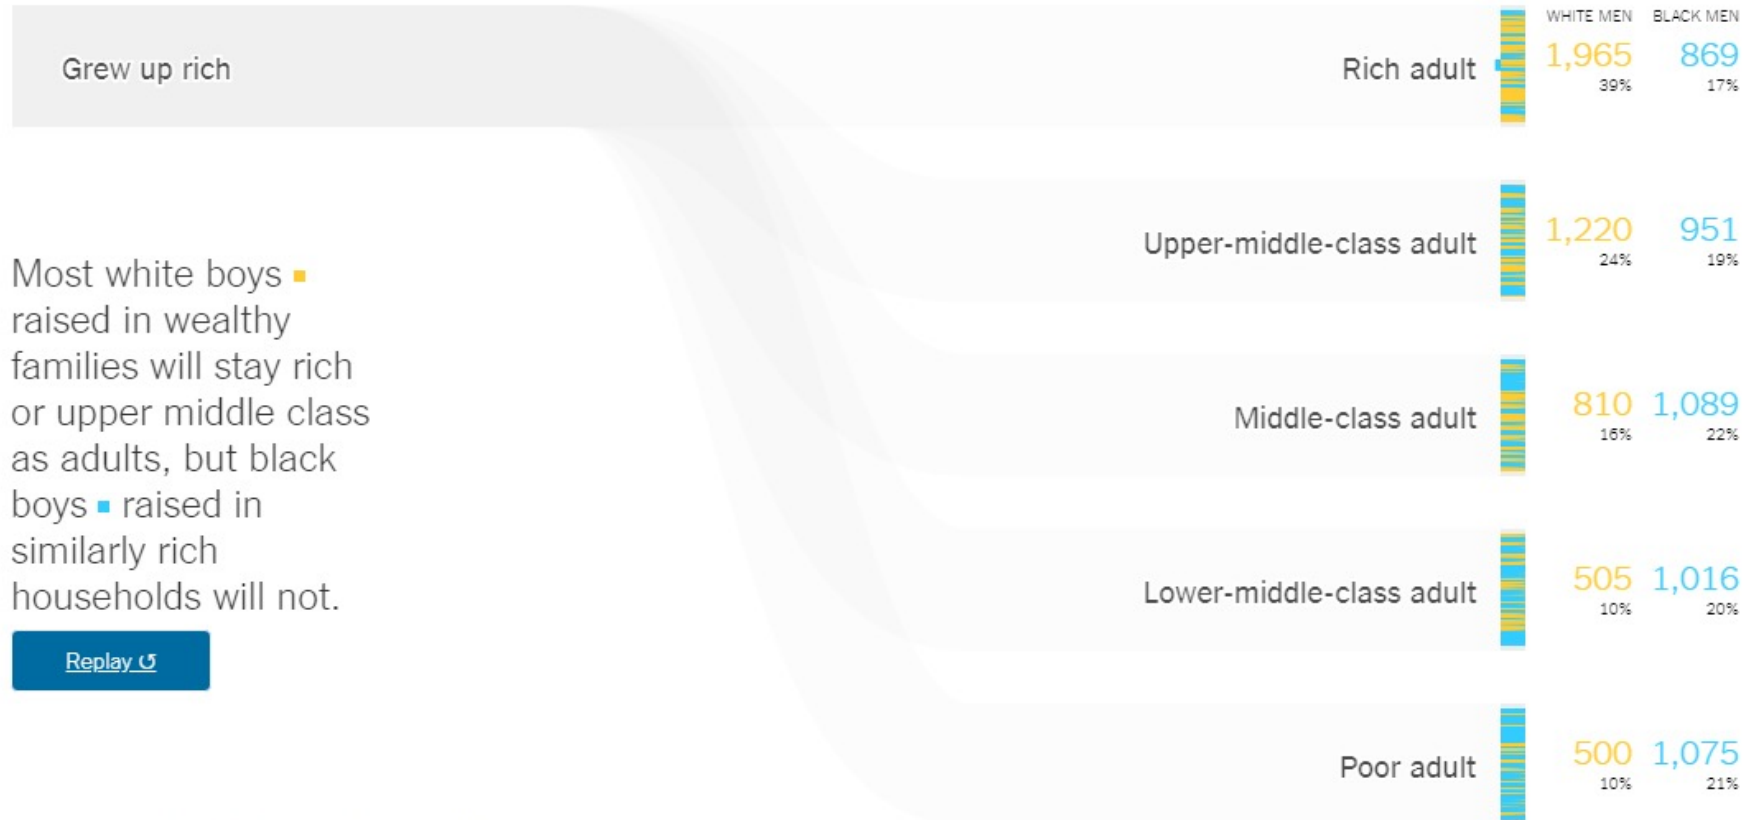 WHITE MEN BLACK MEN
Grew up rich
Rich adult
1,965 869
39% 17%
Upper-middle-class adult
1,220 951
24% 19%
Most white boys
raised in wealthy
families will stay rich
or upper middle class
as adults, but black
boys raised in
similarly rich
households will not.
Replay ↺
Middle-class adult
810 1,089
16% 22%
Lower-middle-class adult
505 1,016
10% 20%
Poor adult
500 1,075
10% 21%